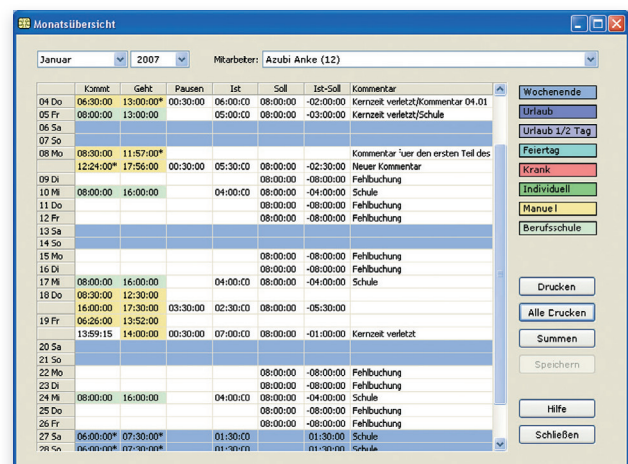 Monatsübersicht
Januar 2007 Mitarbeiter: Azubi Anke (12)
Kommt Geht Pausen Ist Soll Ist-Soll Kommentar
04 Do 06:30:00 13:00:00* 00:30:00 06:00:00 08:00:00 -02:00:00 Kernzeit verletzt/Kommentar 04.01
05 Fr 08:00:00 13:00:00 05:00:00 08:00:00 -03:00:00 Kernzeit verletzt/Schule
06 Sa
07 So
08 Mo 08:30:00 11:57:00* Kommentar fuer den ersten Teil des
12:24:00* 17:56:00 00:30:00 05:30:00 08:00:00 -02:30:00 Neuer Kommentar
09 Di 08:00:00 -08:00:00 Fehlbuchung
10 Mi 08:00:00 16:00:00 04:00:00 08:00:00 -04:00:00 Schule
11 Do 08:00:00 -08:00:00 Fehlbuchung
12 Fr 08:00:00 -08:00:00 Fehlbuchung
13 Sa
14 So
15 Mo 08:00:00 -08:00:00 Fehlbuchung
16 Di 08:00:00 -08:00:00 Fehlbuchung
17 Mi 08:00:00 16:00:00 04:00:00 08:00:00 -04:00:00 Schule
18 Do 08:30:00 12:30:00
16:00:00 17:30:00 03:30:00 02:30:00 08:00:00 -05:30:00
19 Fr 06:26:00 13:52:00
13:59:15 14:00:00 00:30:00 07:00:00 08:00:00 -01:00:00 Kernzeit verletzt
20 Sa
21 So
22 Mo 08:00:00 -08:00:00 Fehlbuchung
23 Di 08:00:00 -08:00:00 Fehlbuchung
24 Mi 08:00:00 16:00:00 04:00:00 08:00:00 -04:00:00 Schule
25 Do 08:00:00 -08:00:00 Fehlbuchung
26 Fr 08:00:00 -08:00:00 Fehlbuchung
27 Sa 06:00:00* 07:30:00* 01:30:00 01:30:00 Schule
28 So 06:00:00* 07:30:00* 01:30:00 01:30:00 Schule
Wochenende
Urlaub
Urlaub 1/2 Tag
Feiertag
Krank
Individuell
Manuel
Berufsschule
Drucken
Alle Drucken
Summen
Speichern
Hilfe
Schließen